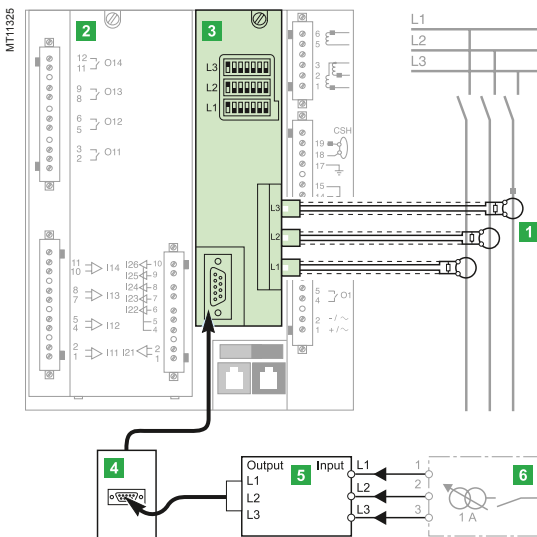 MT11325
2
12
11
O14
9
8
O13
6
5
O12
3
2
O11
11
10
I14
8
7
I13
5
4
I12
2
1
I11
I26
10
I25
9
I24
8
I23
7
I22
6
5
4
I21
2
1
3
L3
L2
L1
L3
L2
L1
6
5
3
2
1
CSH
19
18
17
15
14
5
4
O1
2
-/~
1
+/~
L1
L2
L3
1
4
Output
5
Input
L1
L2
L3
L1
L2
L3
1
2
3
6
1 A